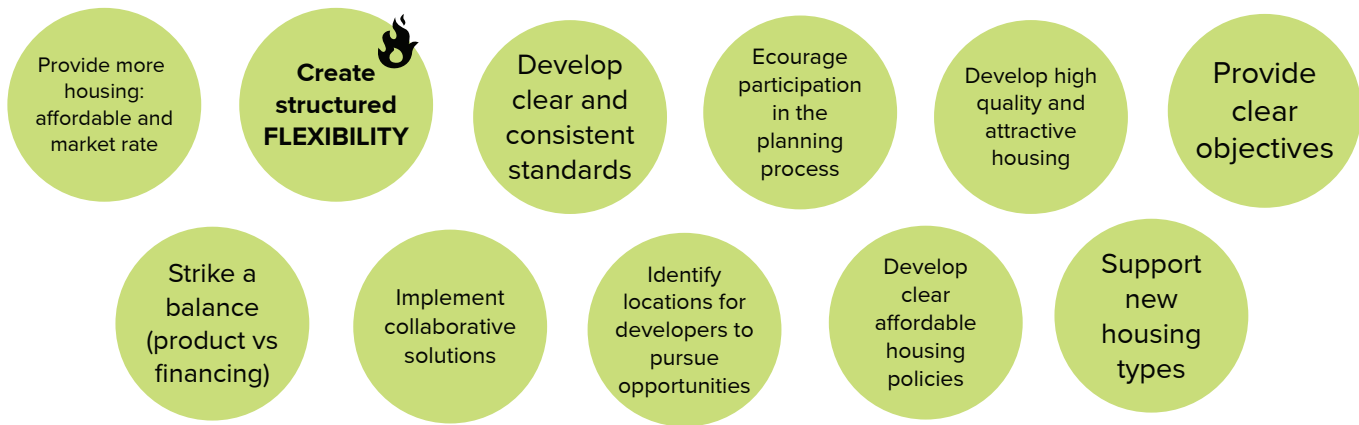 Provide more
housing:
affordable and
market rate
Create
structured
FLEXIBILITY
Develop
clear and
consistent
standards
Ecourage
participation
in the
planning
process
Develop high
quality and
attractive
housing
Provide
clear
objectives
Strike a
balance
(product vs
financing)
Implement
collaborative
solutions
Identify
locations for
developers to
pursue
opportunities
Develop
clear
affordable
housing
policies
Support
new
housing
types